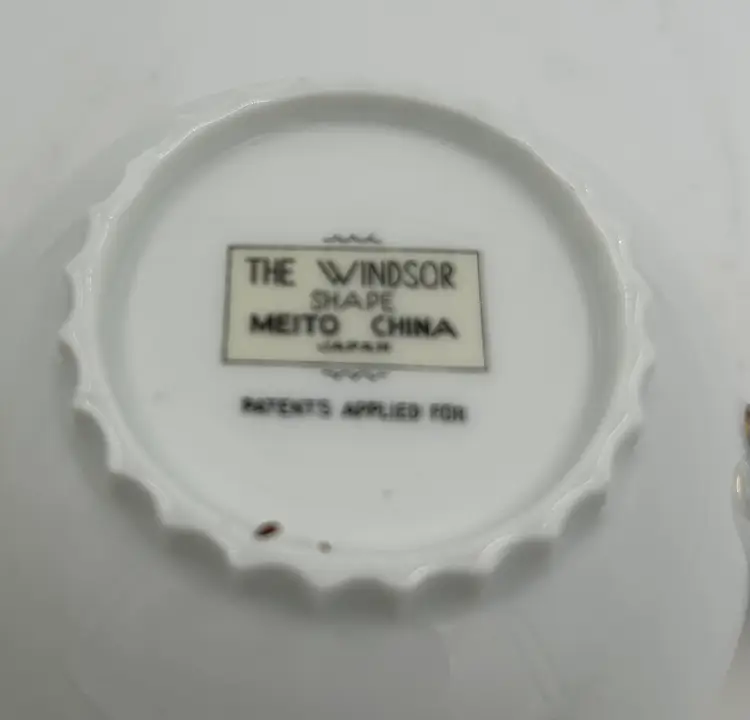 THE WINDSOR
SHAPE
MEITO CHINA
JAPAN
PATENTS APPLIED FOR